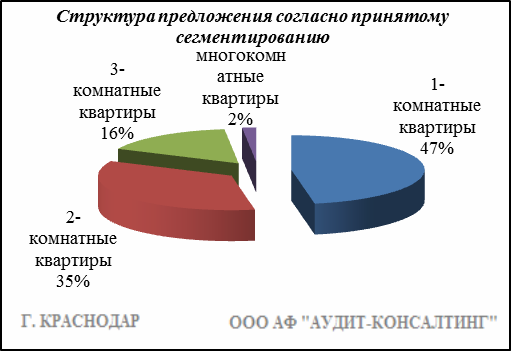 Структура предложения согласно принятому
сегментированию
многокомн
атные
квартиры
2%
3-
комнатные
квартиры
16%
1-
комнатные
квартиры
47%
2-
комнатные
квартиры
35%
Г. КРАСНОДАР
ООО АФ "АУДИТ-КОНСАЛТИНГ"